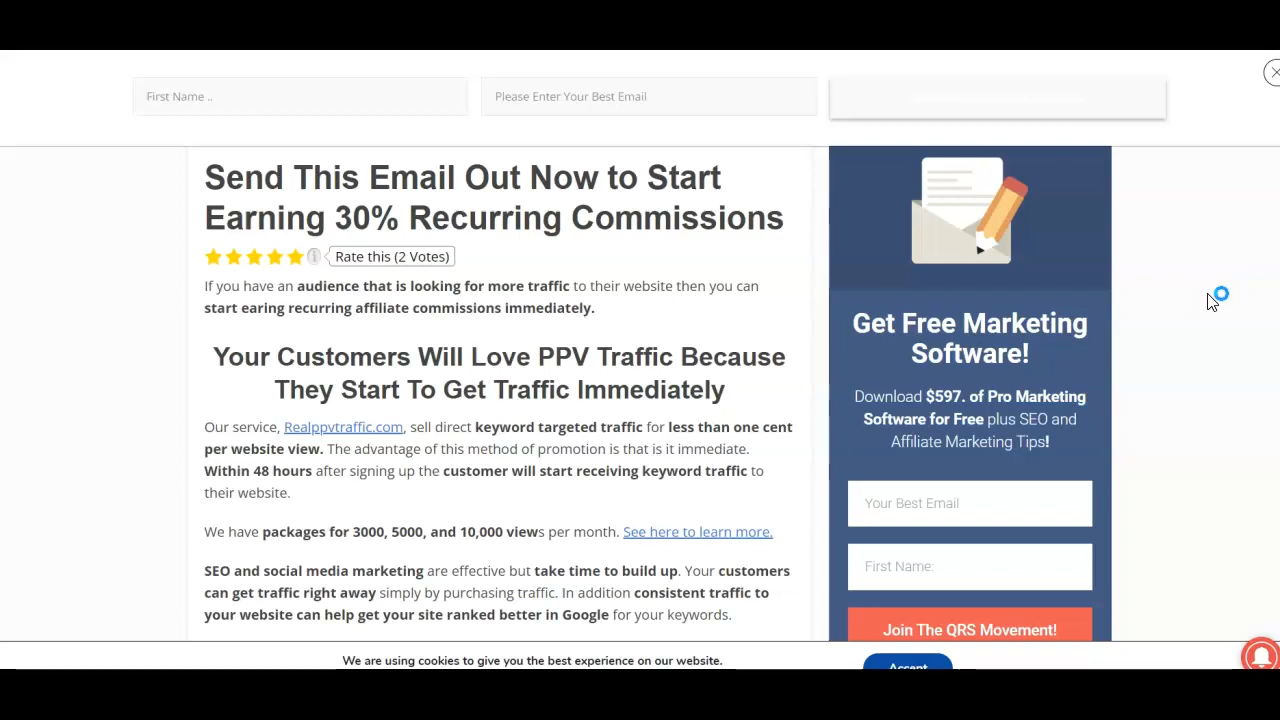 First Name ..
Please Enter Your Best Email
Send This Email Out Now to Start
Earning 30% Recurring Commissions
Rate this (2 Votes)
If you have an audience that is looking for more traffic to their website then you can
start earing recurring affiliate commissions immediately.
Your Customers Will Love PPV Traffic Because
They Start To Get Traffic Immediately
Our service, Realppvtraffic.com, sell direct keyword targeted traffic for less than one cent
per website view. The advantage of this method of promotion is that is it immediate.
Within 48 hours after signing up the customer will start receiving keyword traffic to
their website.
We have packages for 3000, 5000, and 10,000 views per month. See here to learn more.
SEO and social media marketing are effective but take time to build up. Your customers
can get traffic right away simply by purchasing traffic. In addition consistent traffic to
your website can help get your site ranked better in Google for your keywords.
Get Free Marketing
Software!
Download $597. of Pro Marketing
Software for Free plus SEO and
Affiliate Marketing Tips!
Your Best Email
First Name:
Join The QRS Movement!
We are using cookies to give you the best experience on our website.
Accept